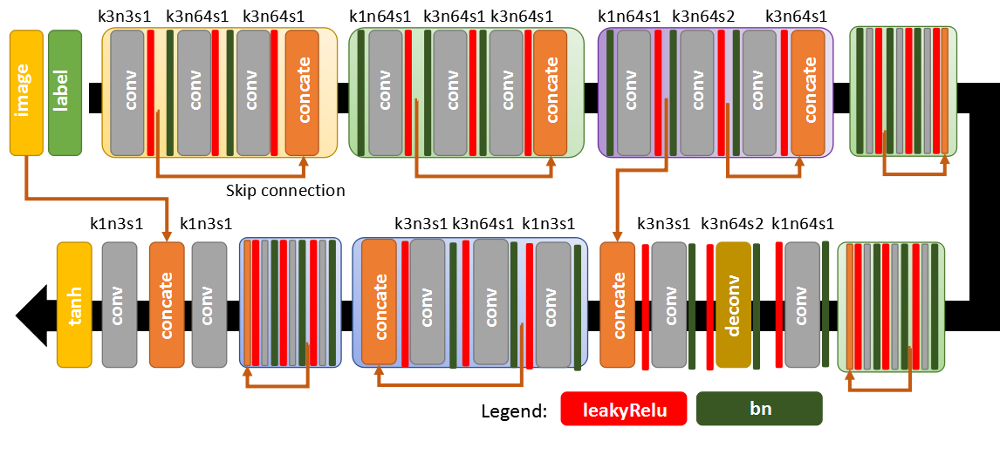 k3n3s1 k3n64s1 k3n64s1 k1n64s1 k3n64s1 k3n64s1 k1n64s1 k3n64s2 k3n64s1
image label conv conv conv concate conv conv conv concate conv conv concate
Skip connection
k1n3s1 k1n3s1 k3n3s1 k3n64s1 k1n3s1 k3n3s1 k3n64s2 k1n64s1
tanh conv concate conv concate conv conv conv concate conv deconv conv
Legend: leakyRelu bn